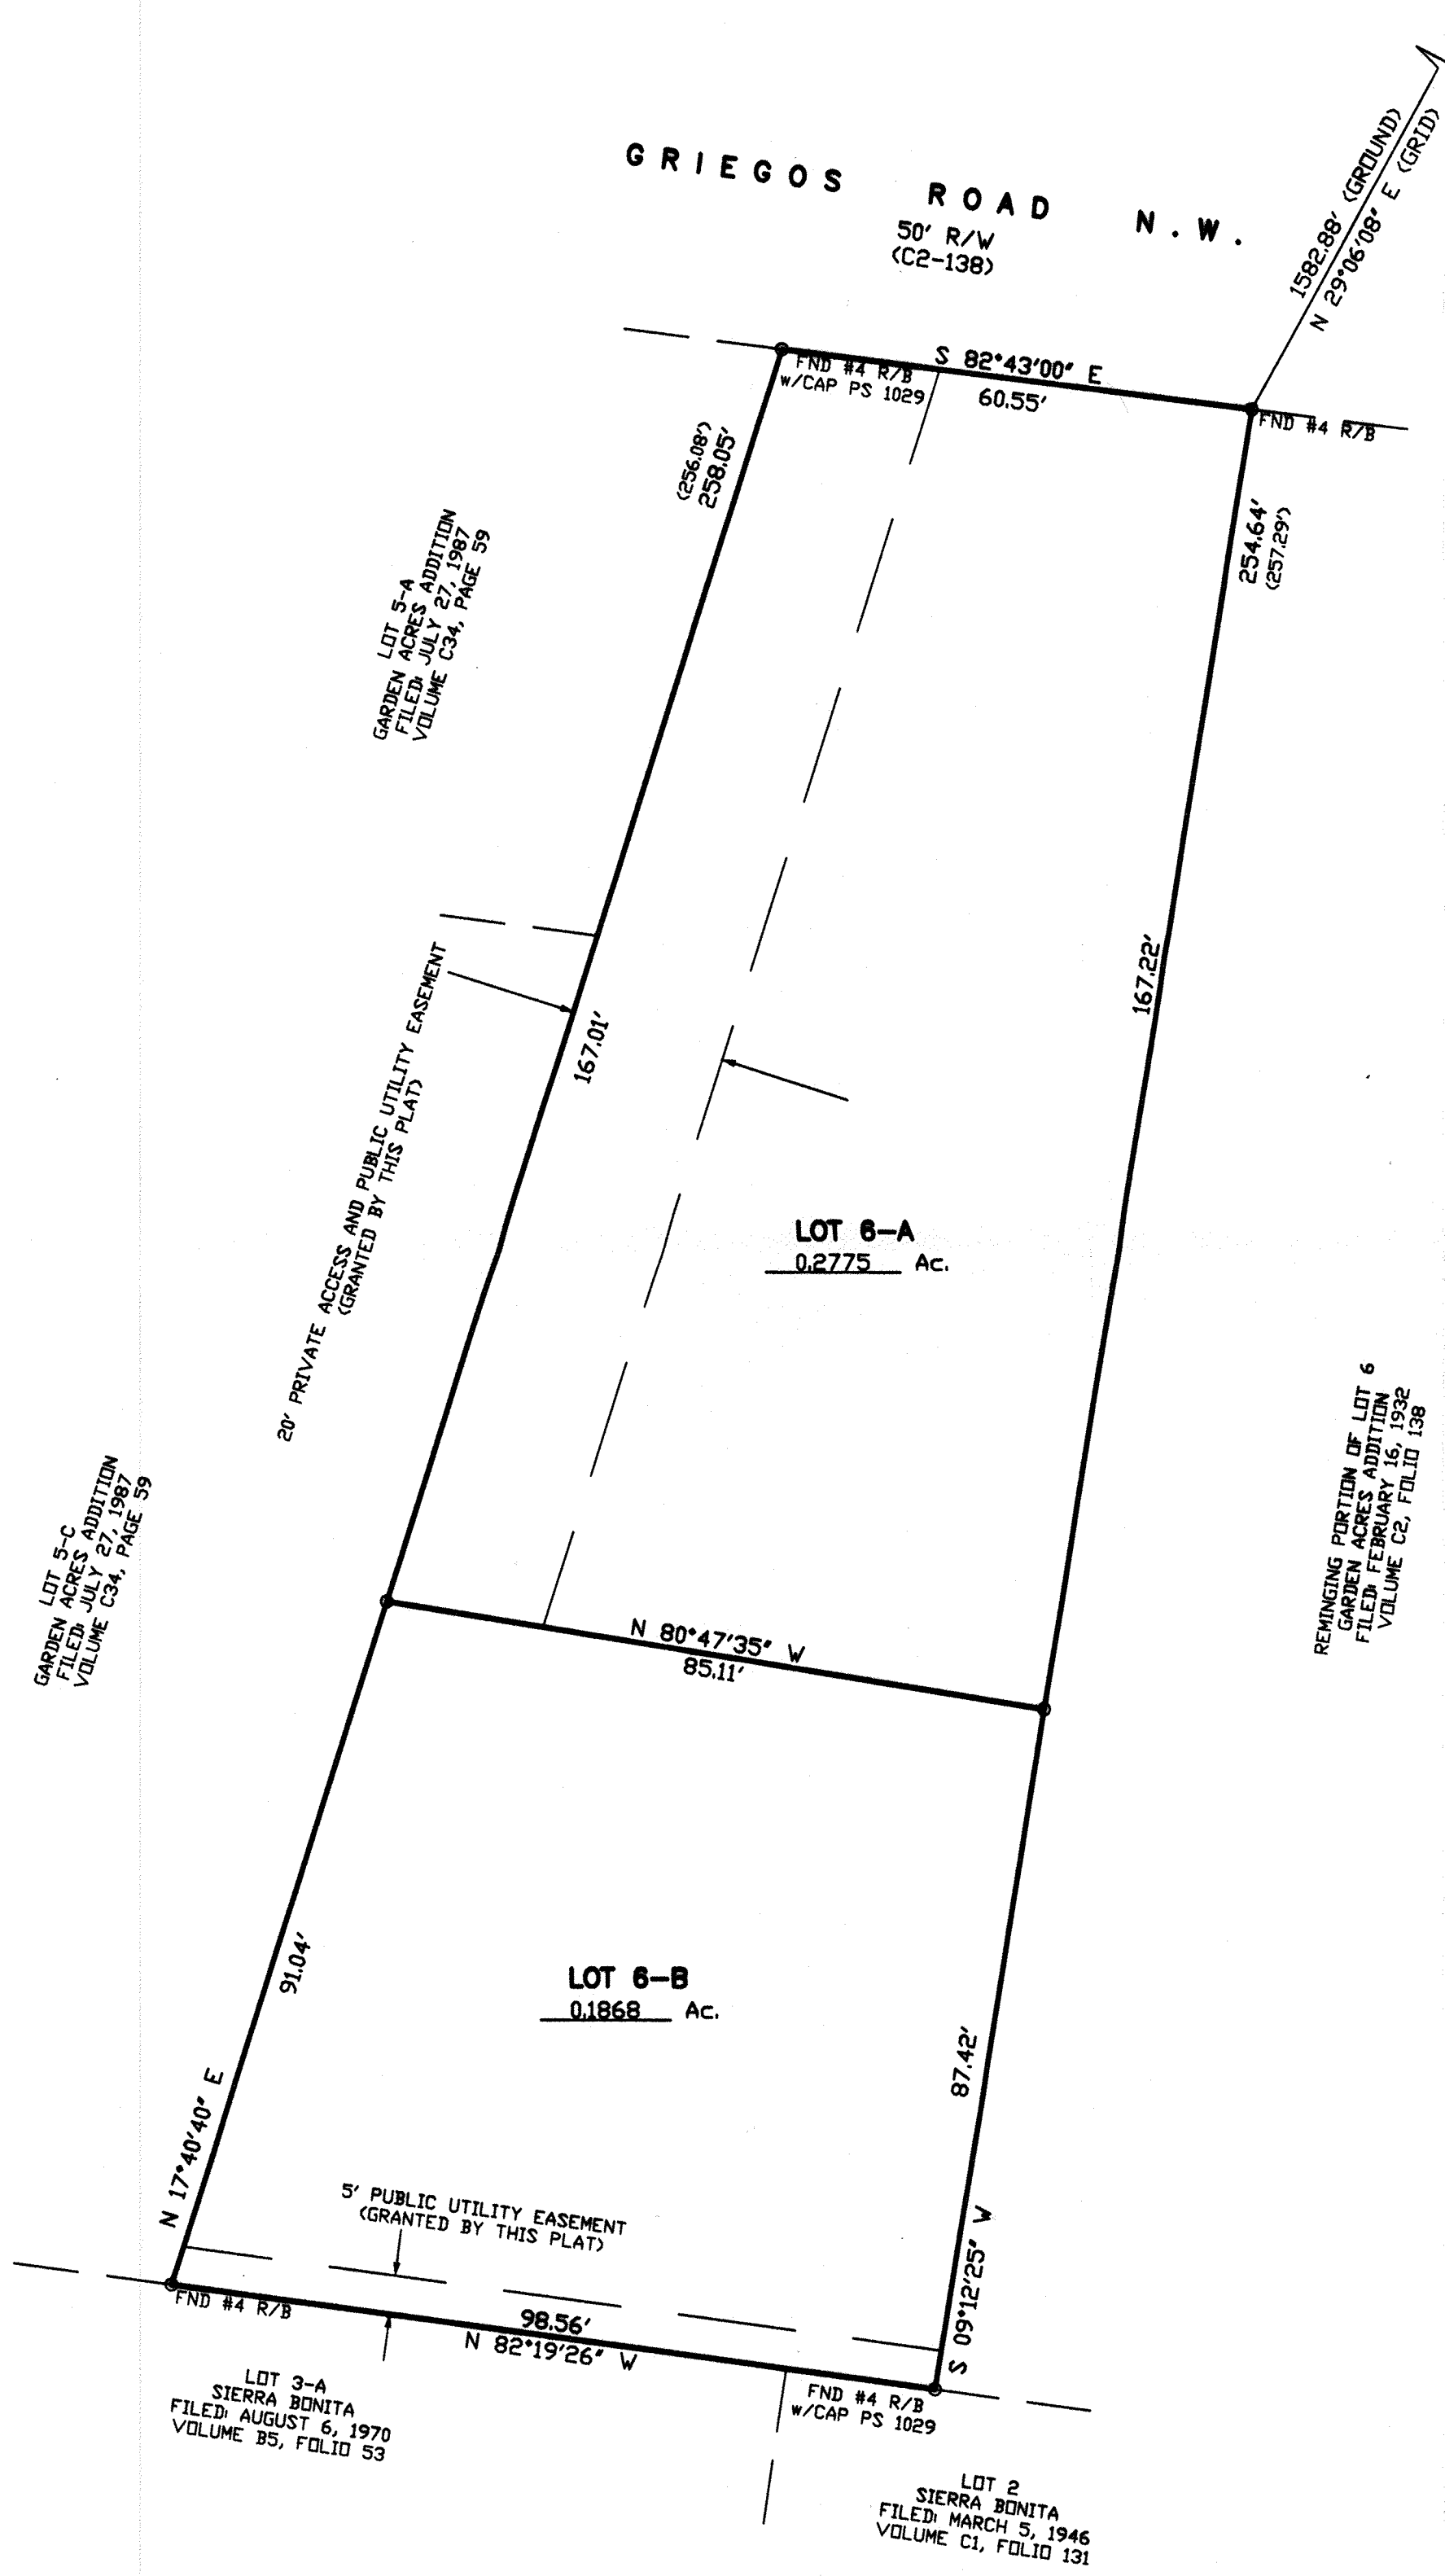 GRIEGOS ROAD N.W.
50' R/W
(C2-138)
1582.88' (GROUND)
N 29°06'08" E (GRID)
S 82°43'00" E
60.55'
FND #4 R/B
w/CAP PS 1029
FND #4 R/B
(256.08')
258.05'
254.64'
(257.29')
LOT 5-A
GARDEN ACRES ADDITION
FILED: JULY 27, 1987
VOLUME C34, PAGE 59
20' PRIVATE ACCESS AND PUBLIC UTILITY EASEMENT
(GRANTED BY THIS PLAT)
167.01'
167.22'
LOT 6-A
0.2775 Ac.
REMINGING PORTION OF LOT 6
GARDEN ACRES ADDITION
FILED: FEBRUARY 16, 1932
VOLUME C2, FOLIO 138
LOT 5-C
GARDEN ACRES ADDITION
FILED: JULY 27, 1987
VOLUME C34, PAGE 59
N 80°47'35" W
85.11'
91.04'
LOT 6-B
0.1868 Ac.
87.42'
N 17°40'40" E
5' PUBLIC UTILITY EASEMENT
(GRANTED BY THIS PLAT)
S 09°12'25" W
FND #4 R/B
98.56'
N 82°19'26" W
FND #4 R/B
w/CAP PS 1029
LOT 3-A
SIERRA BONITA
FILED: AUGUST 6, 1970
VOLUME B5, FOLIO 53
LOT 2
SIERRA BONITA
FILED: MARCH 5, 1946
VOLUME C1, FOLIO 131